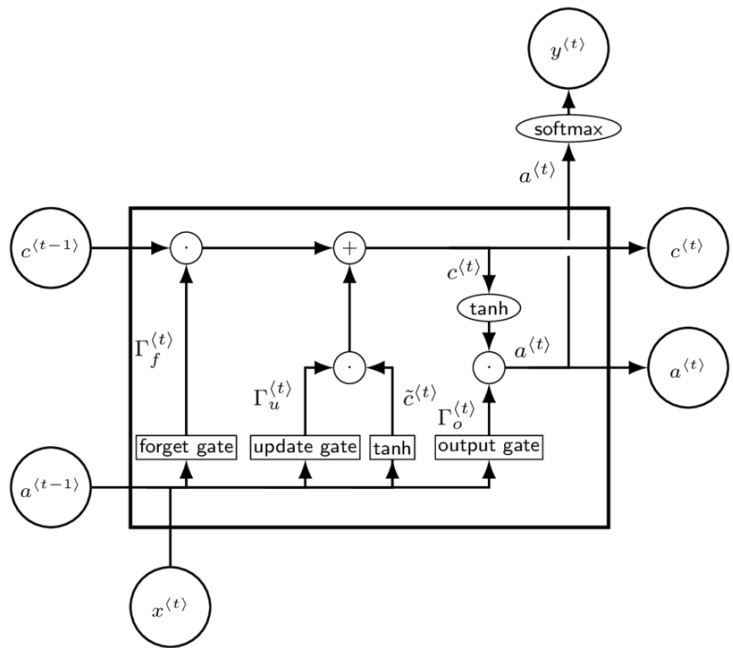 y⟨t⟩
softmax
a⟨t⟩
c⟨t−1⟩
·
+
c⟨t⟩
c⟨t⟩
tanh
Γf⟨t⟩
·
·
a⟨t⟩
a⟨t⟩
Γu⟨t⟩
c̃⟨t⟩
Γo⟨t⟩
forget gate
update gate
tanh
output gate
a⟨t−1⟩
x⟨t⟩